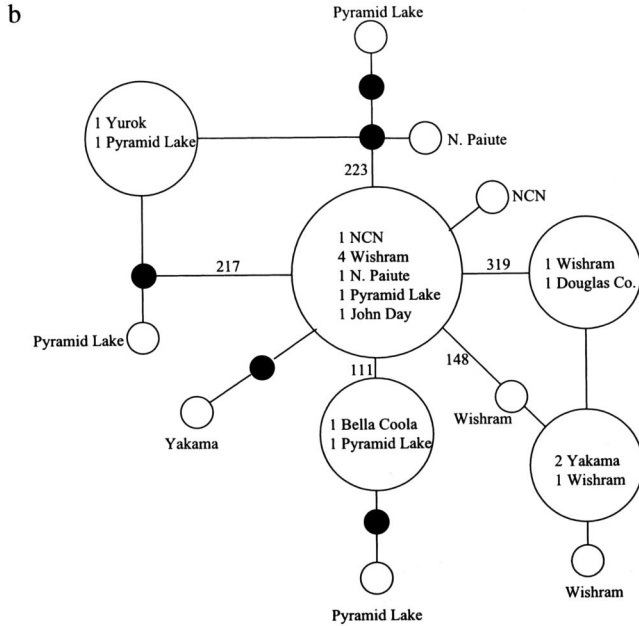 b
Pyramid Lake
1 Yurok
1 Pyramid Lake
N. Paiute
223
NCN
1 NCN
4 Wishram
1 N. Paiute
1 Pyramid Lake
1 John Day
217
319
1 Wishram
1 Douglas Co.
Pyramid Lake
111
148
Yakama
1 Bella Coola
1 Pyramid Lake
Wishram
2 Yakama
1 Wishram
Wishram
Pyramid Lake